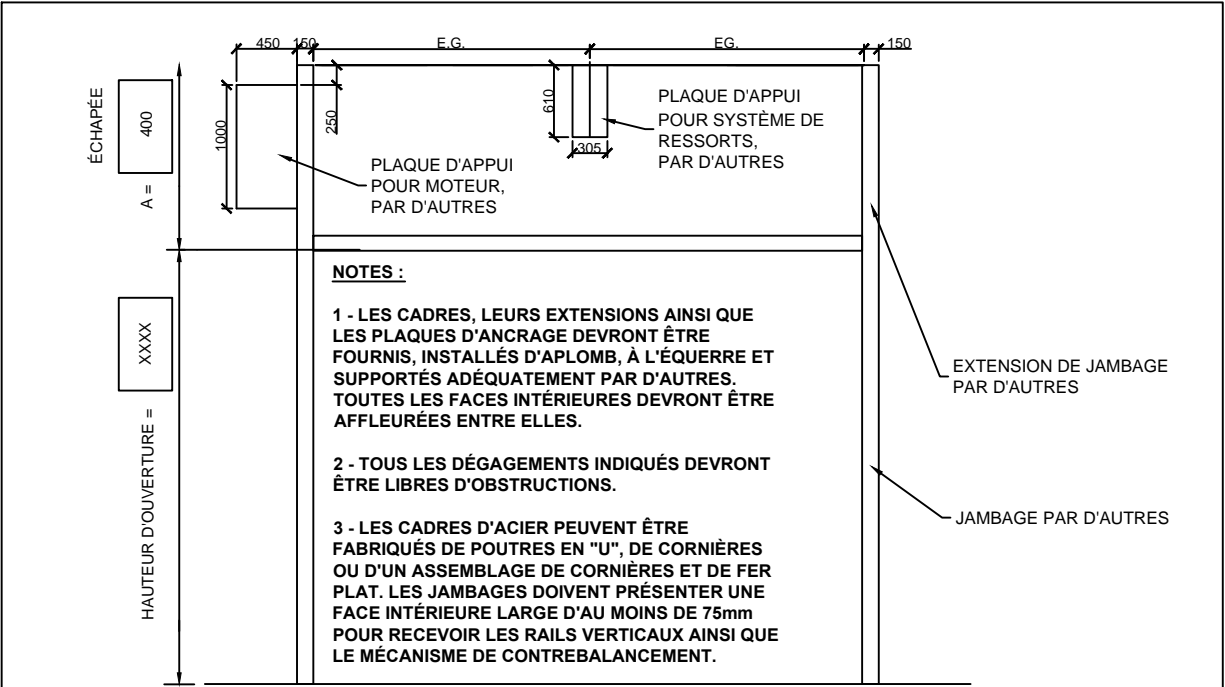 450 150 E.G. EG. 150
ÉCHAPÉE
A = 400
1000
250
610
305
PLAQUE D'APPUI
POUR SYSTÈME DE
RESSORTS,
PAR D'AUTRES
PLAQUE D'APPUI
POUR MOTEUR,
PAR D'AUTRES
HAUTEUR D'OUVERTURE = XXXX
NOTES :
1 - LES CADRES, LEURS EXTENSIONS AINSI QUE
LES PLAQUES D'ANCRAGE DEVRONT ÊTRE
FOURNIS, INSTALLÉS D'APLOMB, À L'ÉQUERRE ET
SUPPORTÉS ADÉQUATEMENT PAR D'AUTRES.
TOUTES LES FACES INTÉRIEURES DEVRONT ÊTRE
AFFLEURÉES ENTRE ELLES.
2 - TOUS LES DÉGAGEMENTS INDIQUÉS DEVRONT
ÊTRE LIBRES D'OBSTRUCTIONS.
3 - LES CADRES D'ACIER PEUVENT ÊTRE
FABRIQUÉS DE POUTRES EN "U", DE CORNIÈRES
OU D'UN ASSEMBLAGE DE CORNIÈRES ET DE FER
PLAT. LES JAMBAGES DOIVENT PRÉSENTER UNE
FACE INTÉRIEURE LARGE D'AU MOINS DE 75mm
POUR RECEVOIR LES RAILS VERTICAUX AINSI QUE
LE MÉCANISME DE CONTREBALANCEMENT.
EXTENSION DE JAMBAGE
PAR D'AUTRES
JAMBAGE PAR D'AUTRES